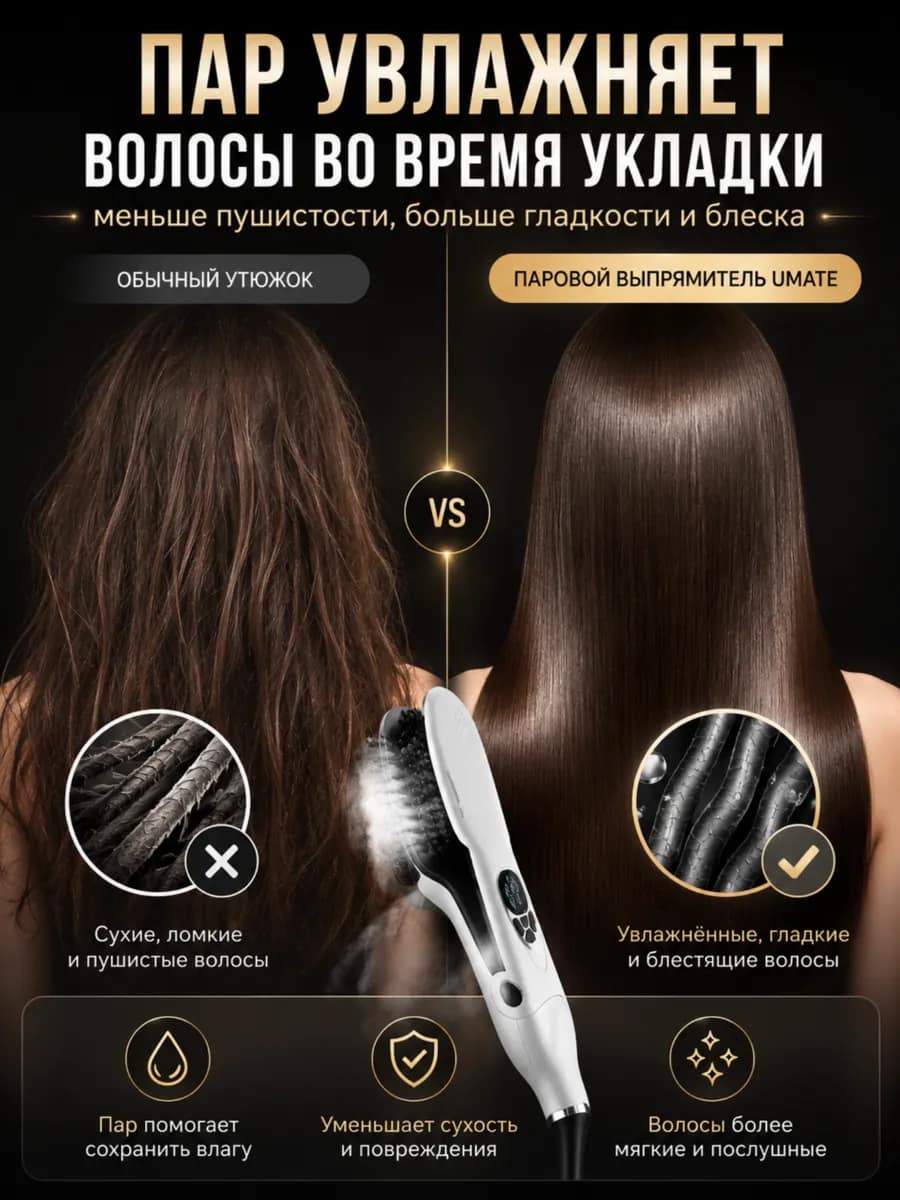 ПАР УВЛАЖНЯЕТ
ВОЛОСЫ ВО ВРЕМЯ УКЛАДКИ
меньше пушистости, больше гладкости и блеска
ОБЫЧНЫЙ УТЮЖОК
ПАРОВОЙ ВЫПРЯМИТЕЛЬ UMATE
VS
Сухие, ломкие
и пушистые волосы
Увлажнённые, гладкие
и блестящие волосы
Пар помогает
сохранить влагу
Уменьшает сухость
и повреждения
Волосы более
мягкие и послушные